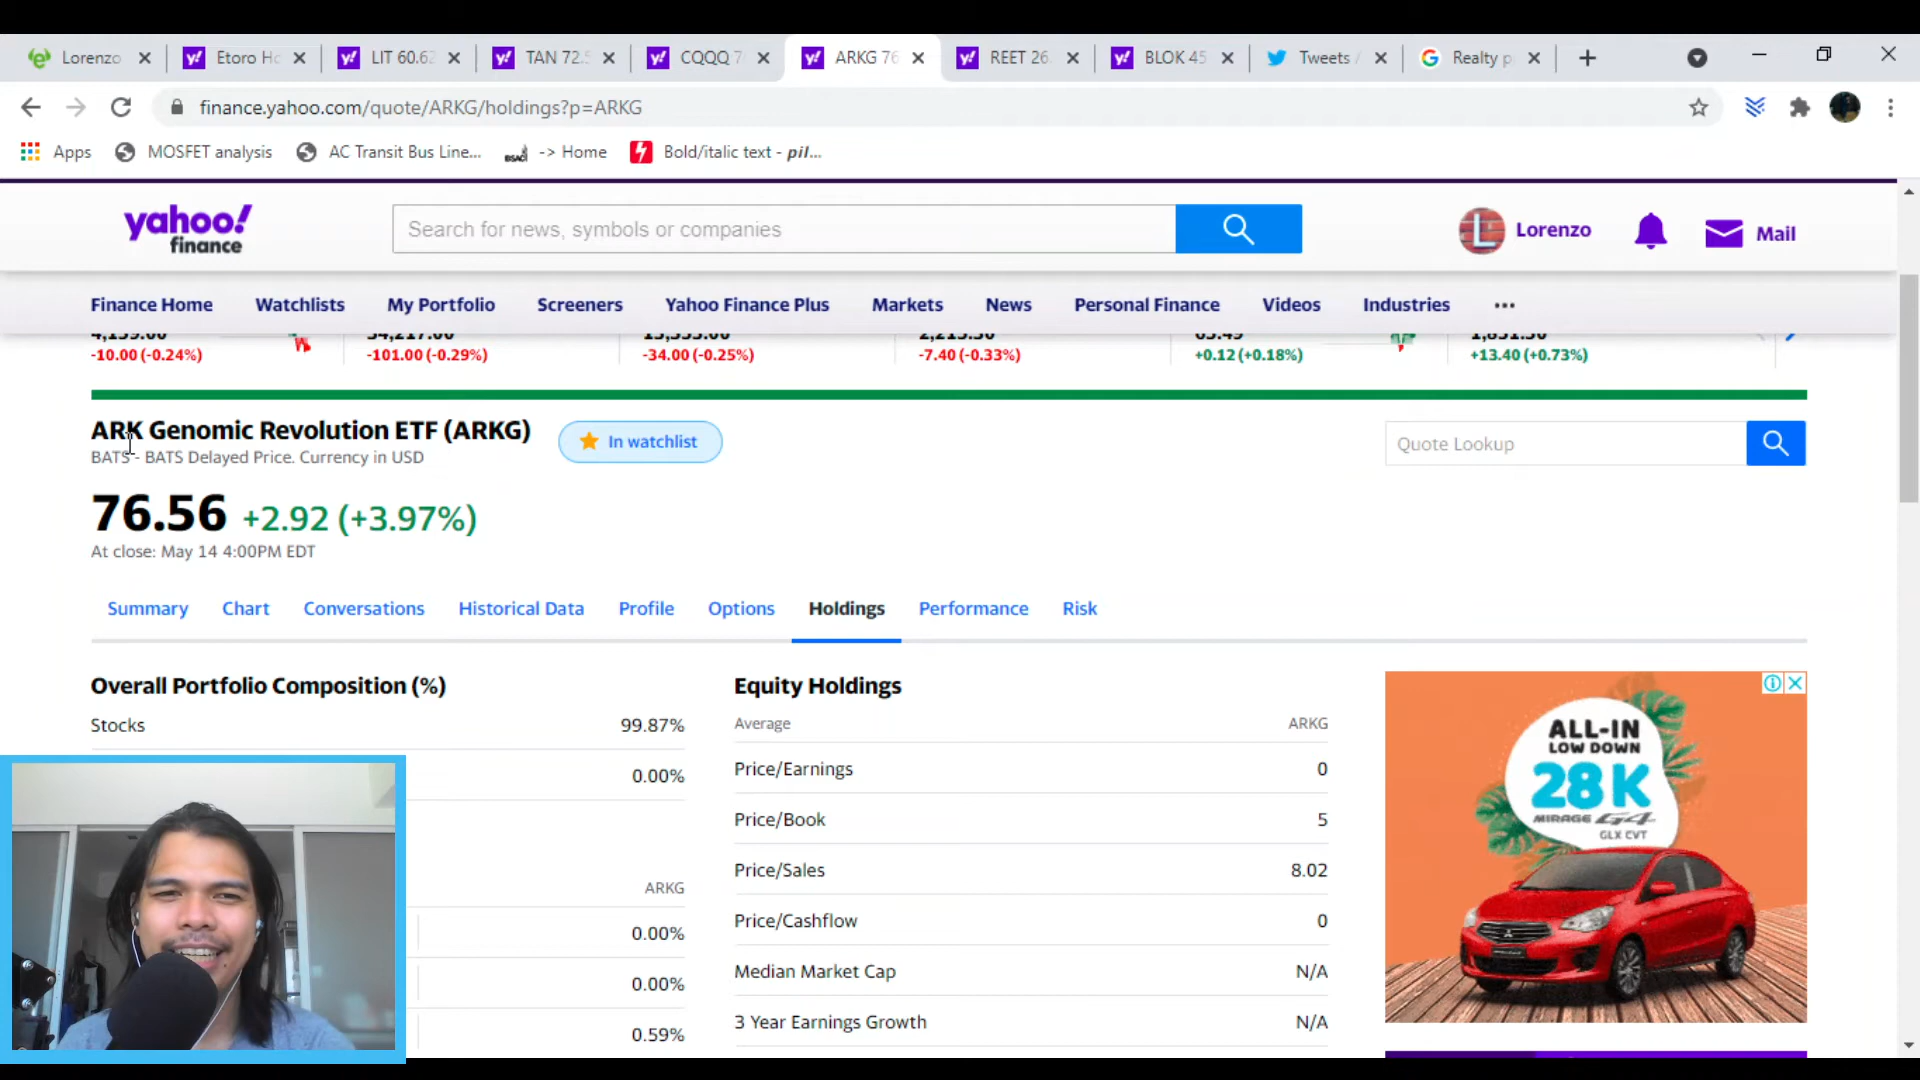 Lorenzo
Etoro Ho
LIT 60.6
TAN 72.5
CQQQ 7
ARKG 76
REET 26.
BLOK 45
Tweets /
Realty p
finance.yahoo.com/quote/ARKG/holdings?p=ARKG
Apps
MOSFET analysis
AC Transit Bus Line...
-> Home
Bold/italic text - pil...
yahoo!
finance
Search for news, symbols or companies
Lorenzo
Mail
Finance Home
Watchlists
My Portfolio
Screeners
Yahoo Finance Plus
Markets
News
Personal Finance
Videos
Industries
-10.00 (-0.24%)
-101.00 (-0.29%)
-34.00 (-0.25%)
-7.40 (-0.33%)
+0.12 (+0.18%)
+13.40 (+0.73%)
ARK Genomic Revolution ETF (ARKG)
In watchlist
BATS - BATS Delayed Price. Currency in USD
Quote Lookup
76.56 +2.92 (+3.97%)
At close: May 14 4:00PM EDT
Summary
Chart
Conversations
Historical Data
Profile
Options
Holdings
Performance
Risk
Overall Portfolio Composition (%)
Stocks 99.87%
0.00%
ARKG
0.00%
0.00%
0.59%
Equity Holdings
Average ARKG
Price/Earnings 0
Price/Book 5
Price/Sales 8.02
Price/Cashflow 0
Median Market Cap N/A
3 Year Earnings Growth N/A
ALL-IN
LOW DOWN
28K
MIRAGE G4
GLX CVT